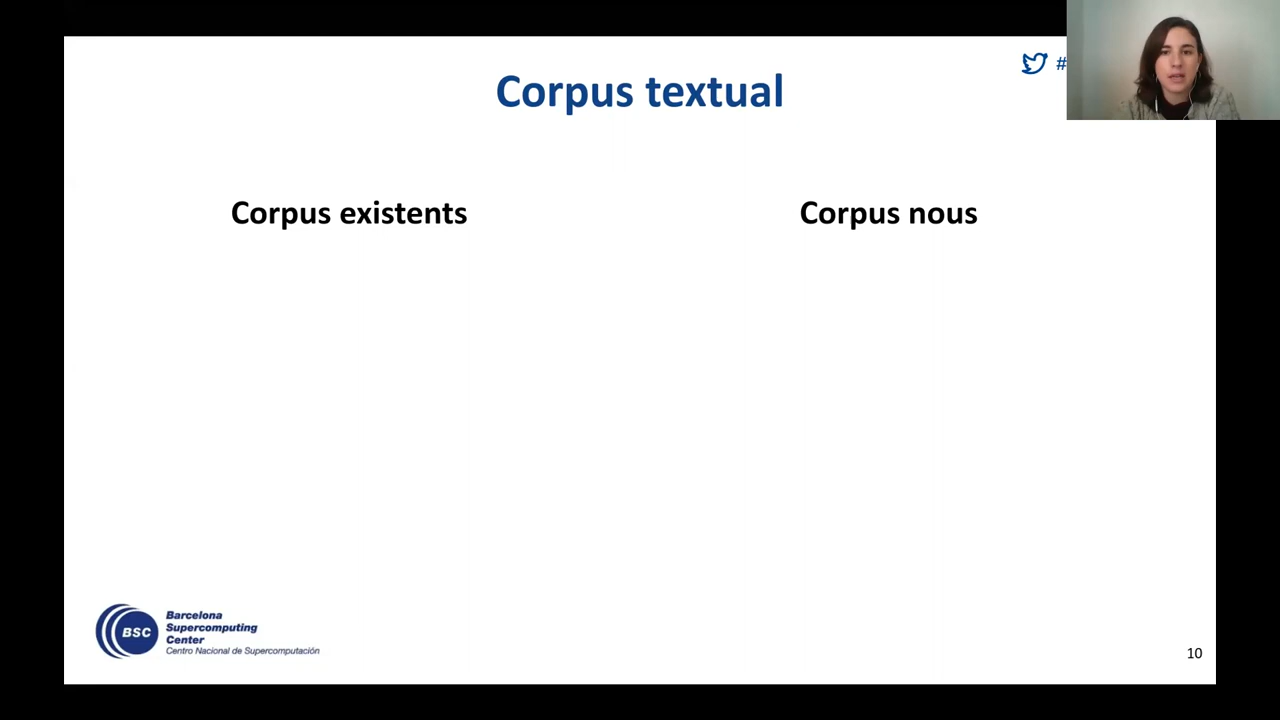 #
Corpus textual
Corpus existents
Corpus nous
BSC
Barcelona
Supercomputing
Center
Centro Nacional de Supercomputación
10